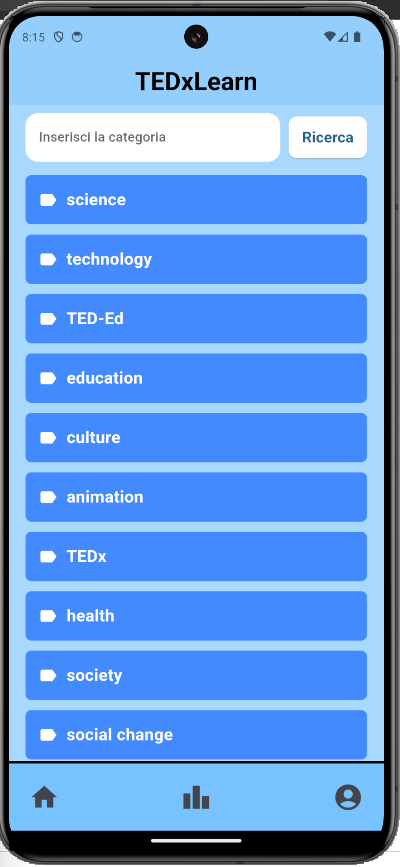 8:15
TEDxLearn
Inserisci la categoria
Ricerca
science
technology
TED-Ed
education
culture
animation
TEDx
health
society
social change